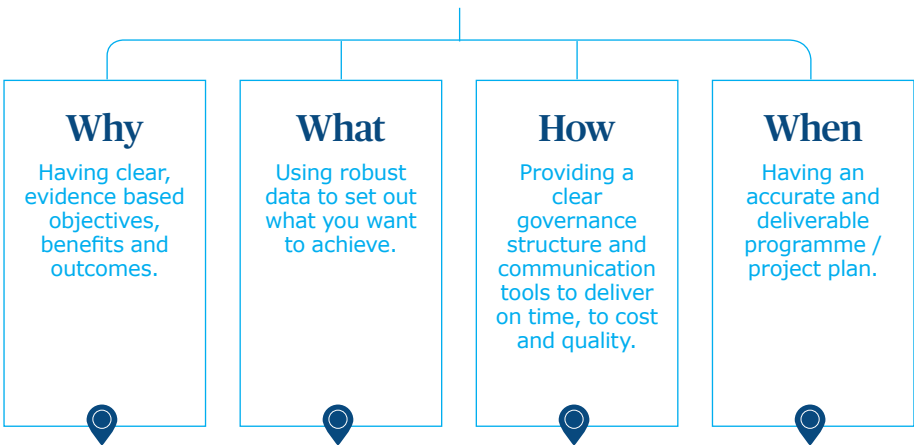 Why
Having clear,
evidence based
objectives,
benefits and
outcomes.
What
Using robust
data to set out
what you want
to achieve.
How
Providing a
clear
governance
structure and
communication
tools to deliver
on time, to cost
and quality.
When
Having an
accurate and
deliverable
programme /
project plan.